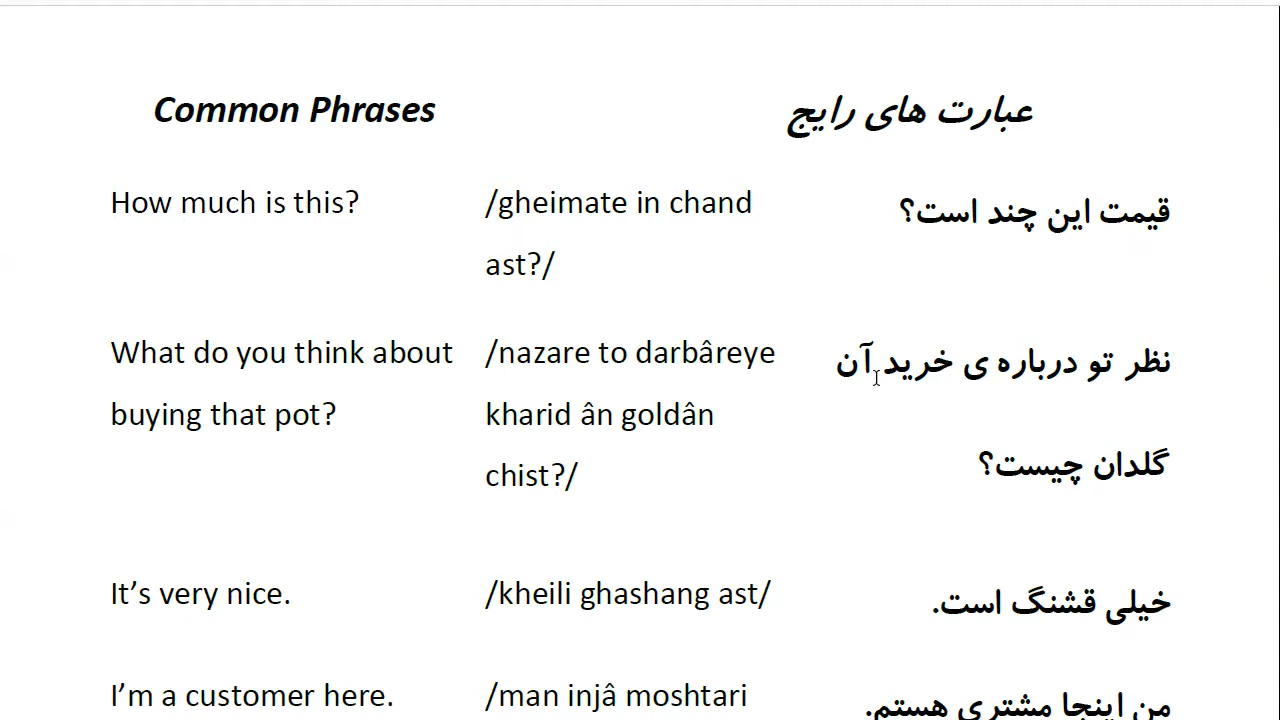 Common Phrases عبارت های رایج
How much is this? /gheimate in chand قیمت این چند است؟
ast?/
What do you think about /nazare to darbâreye نظر تو درباره ی خرید آن
buying that pot? kharid ân goldân گلدان چیست؟
chist?/
It’s very nice. /kheili ghashang ast/ خیلی قشنگ است.
I’m a customer here. /man injâ moshtari من اینجا مشتری هستم.